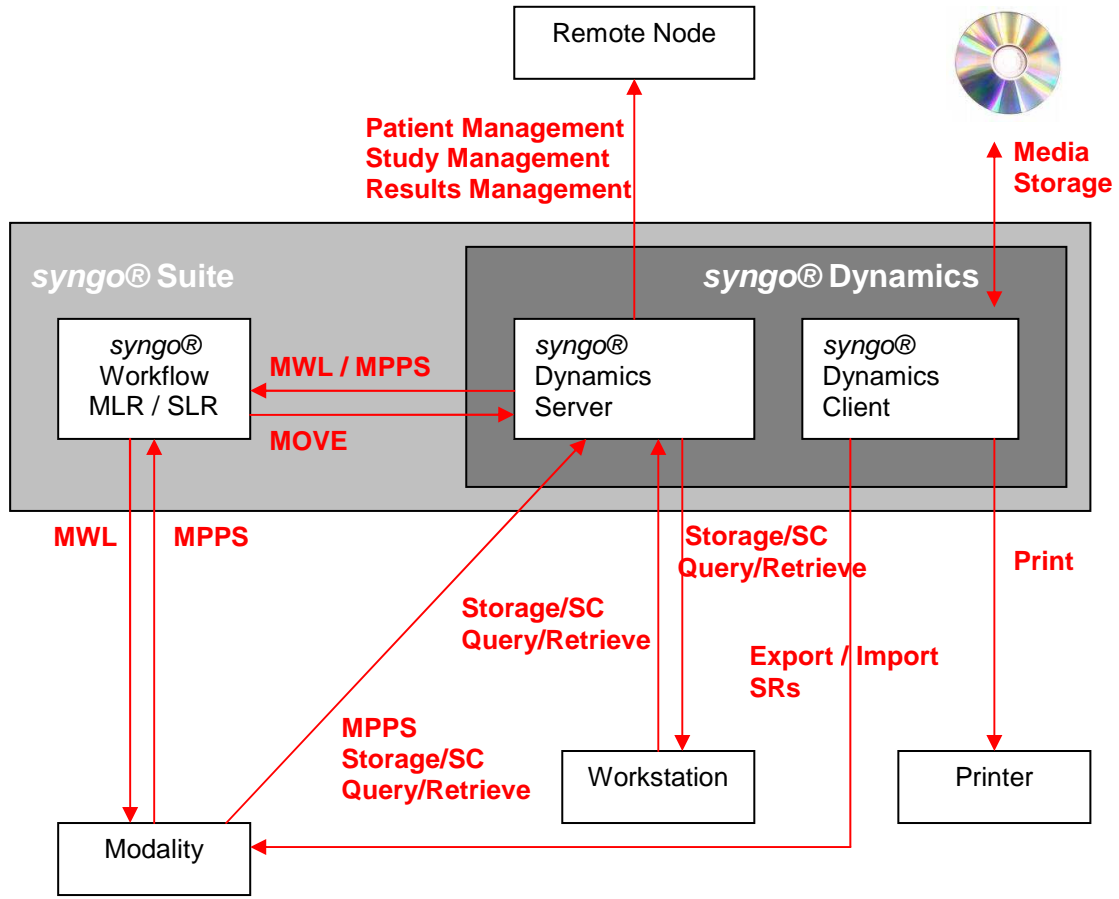 Remote Node
Patient Management
Study Management
Results Management
Media
Storage
syngo® Suite
syngo® Dynamics
syngo®
Workflow
MLR / SLR
MWL / MPPS
MOVE
syngo®
Dynamics
Server
syngo®
Dynamics
Client
MWL
MPPS
Storage/SC
Query/Retrieve
Print
Storage/SC
Query/Retrieve
Export / Import
SRs
MPPS
Storage/SC
Query/Retrieve
Workstation
Printer
Modality